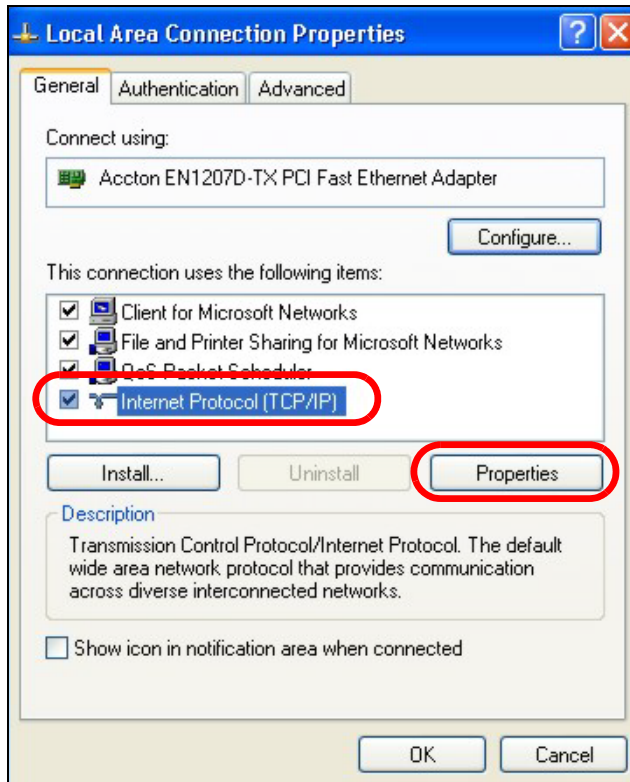 Local Area Connection Properties
General Authentication Advanced
Connect using:
Accton EN1207D-TX PCI Fast Ethernet Adapter
Configure...
This connection uses the following items:
Client for Microsoft Networks
File and Printer Sharing for Microsoft Networks
QoS Packet Scheduler
Internet Protocol (TCP/IP)
Install... Uninstall Properties
Description
Transmission Control Protocol/Internet Protocol. The default
wide area network protocol that provides communication
across diverse interconnected networks.
Show icon in notification area when connected
OK Cancel